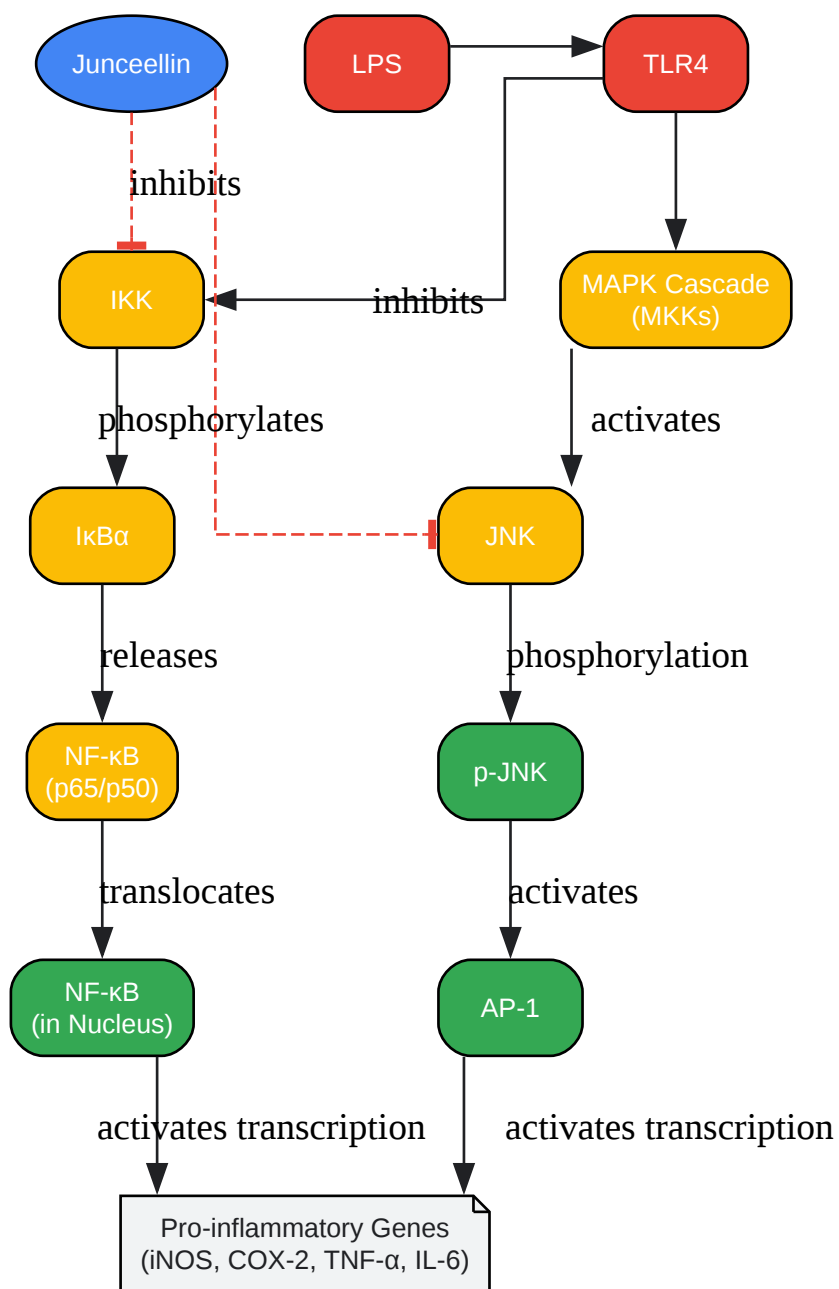 Junceellin
LPS
TLR4
inhibits
IKK
inhibits
MAPK Cascade
(MKKs)
phosphorylates
activates
IκBα
JNK
releases
phosphorylation
NF-κB
(p65/p50)
p-JNK
translocates
activates
NF-κB
(in Nucleus)
AP-1
activates transcription
activates transcription
Pro-inflammatory Genes
(iNOS, COX-2, TNF-α, IL-6)